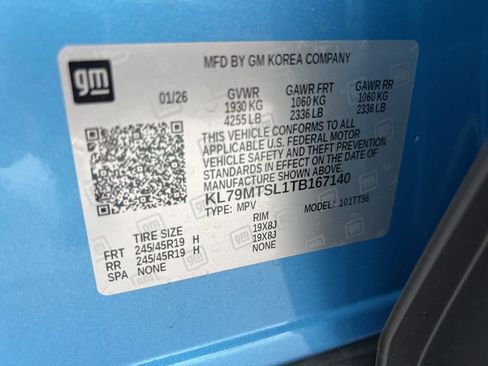 gm
MFD BY GM KOREA COMPANY
01/26 GVWR GAWR FRT GAWR RR
1930 KG 1060 KG 1060 KG
4255 LB 2336 LB 2336 LB
THIS VEHICLE CONFORMS TO ALL
APPLICABLE U.S. FEDERAL MOTOR
VEHICLE SAFETY AND THEFT PREVENTION
STANDARDS IN EFFECT ON THE DATE OF
MANUFACTURE SHOWN ABOVE.
KL79MTSL1TB167140
TYPE: MPV MODEL: 101TT56
TIRE SIZE RIM
FRT 245/45R19 H 19X8J
RR 245/45R19 H 19X8J
SPA NONE NONE